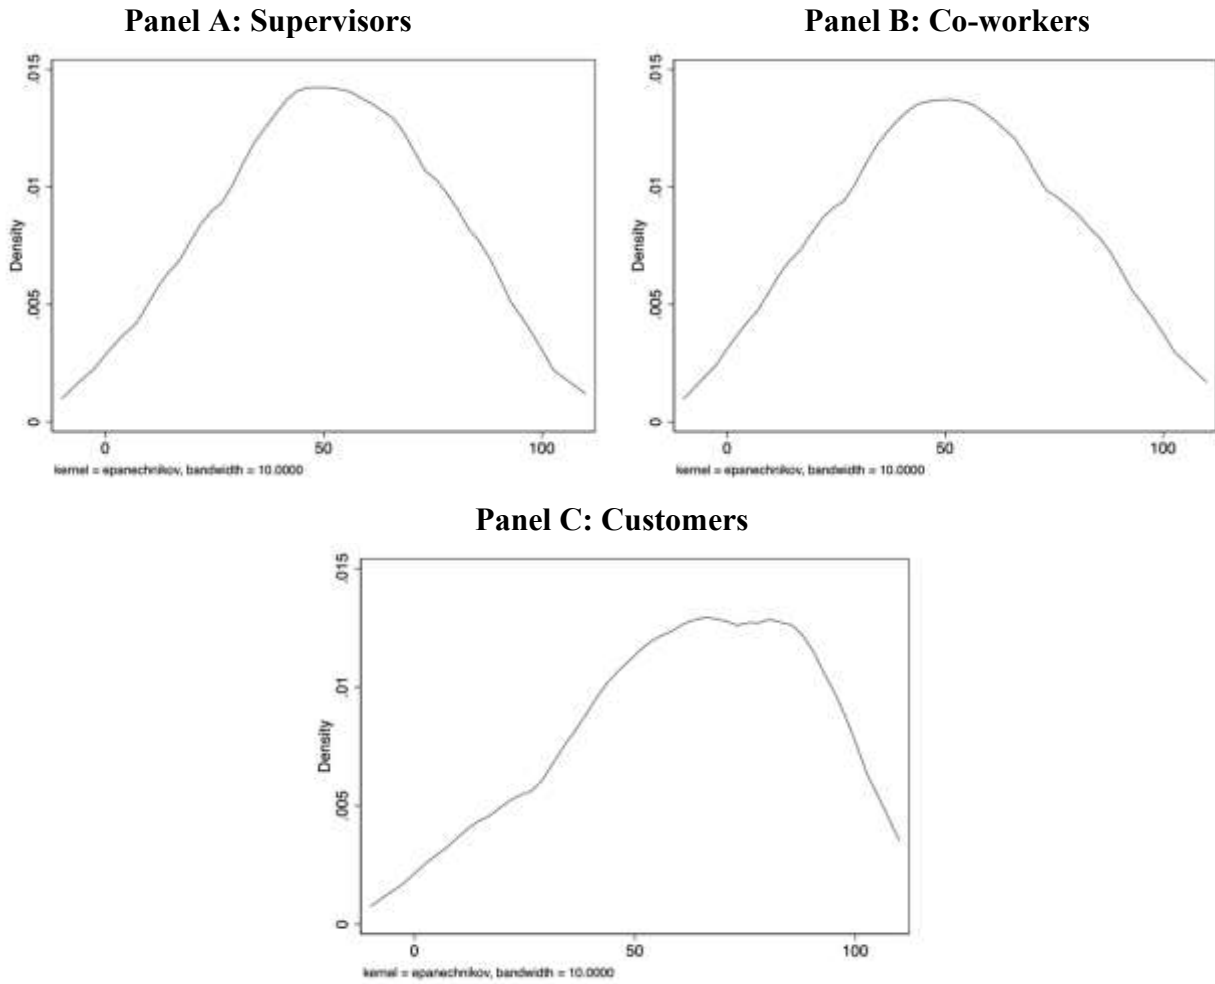 Panel A: Supervisors
Density
0 .005 .01 .015
0 50 100
kernel = epanechnikov, bandwidth = 10.0000
Panel B: Co-workers
Density
0 .005 .01 .015
0 50 100
kernel = epanechnikov, bandwidth = 10.0000
Panel C: Customers
Density
0 .005 .01 .015
0 50 100
kernel = epanechnikov, bandwidth = 10.0000